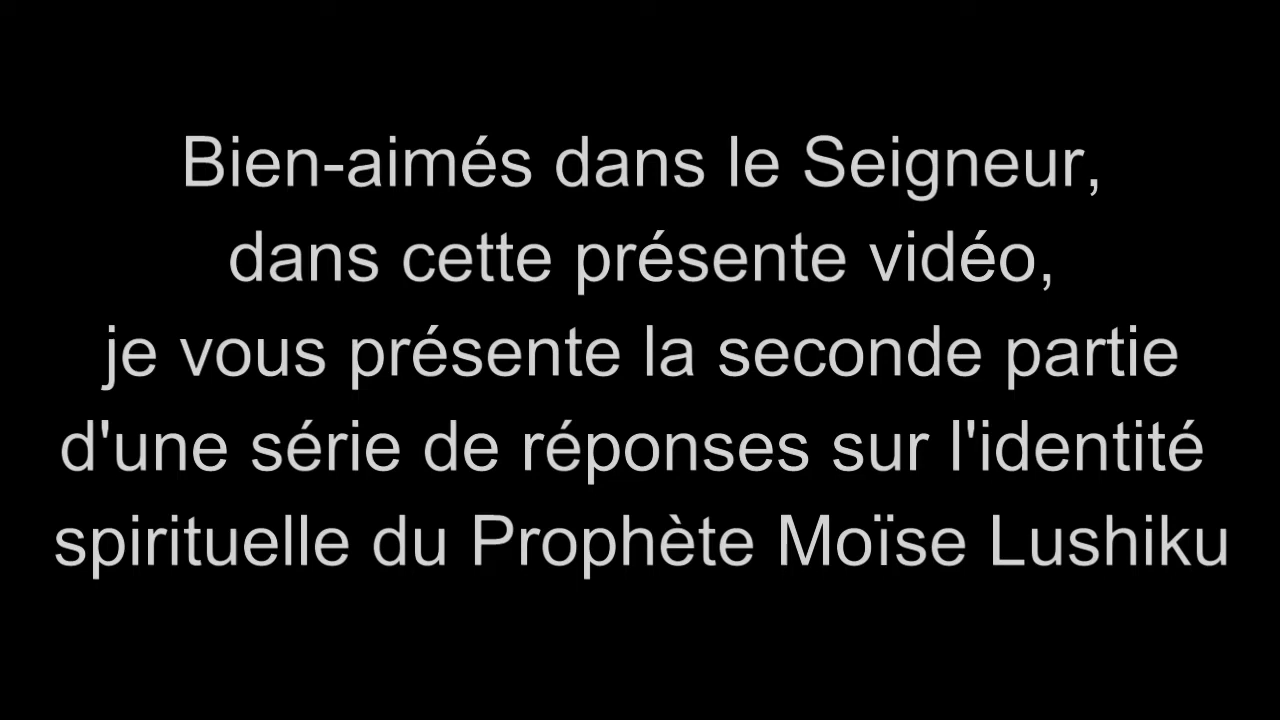 Bien-aimés dans le Seigneur,
dans cette présente vidéo,
je vous présente la seconde partie
d'une série de réponses sur l'identité
spirituelle du Prophète Moïse Lushiku